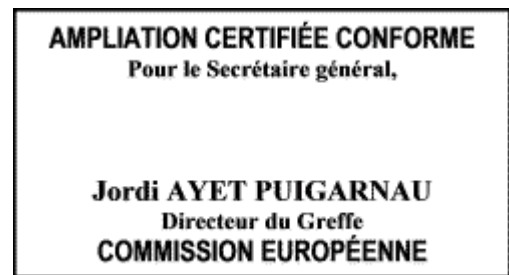 AMPLIATION CERTIFIÉE CONFORME
Pour le Secrétaire général,
Jordi AYET PUIGARNAU
Directeur du Greffe
COMMISSION EUROPÉENNE